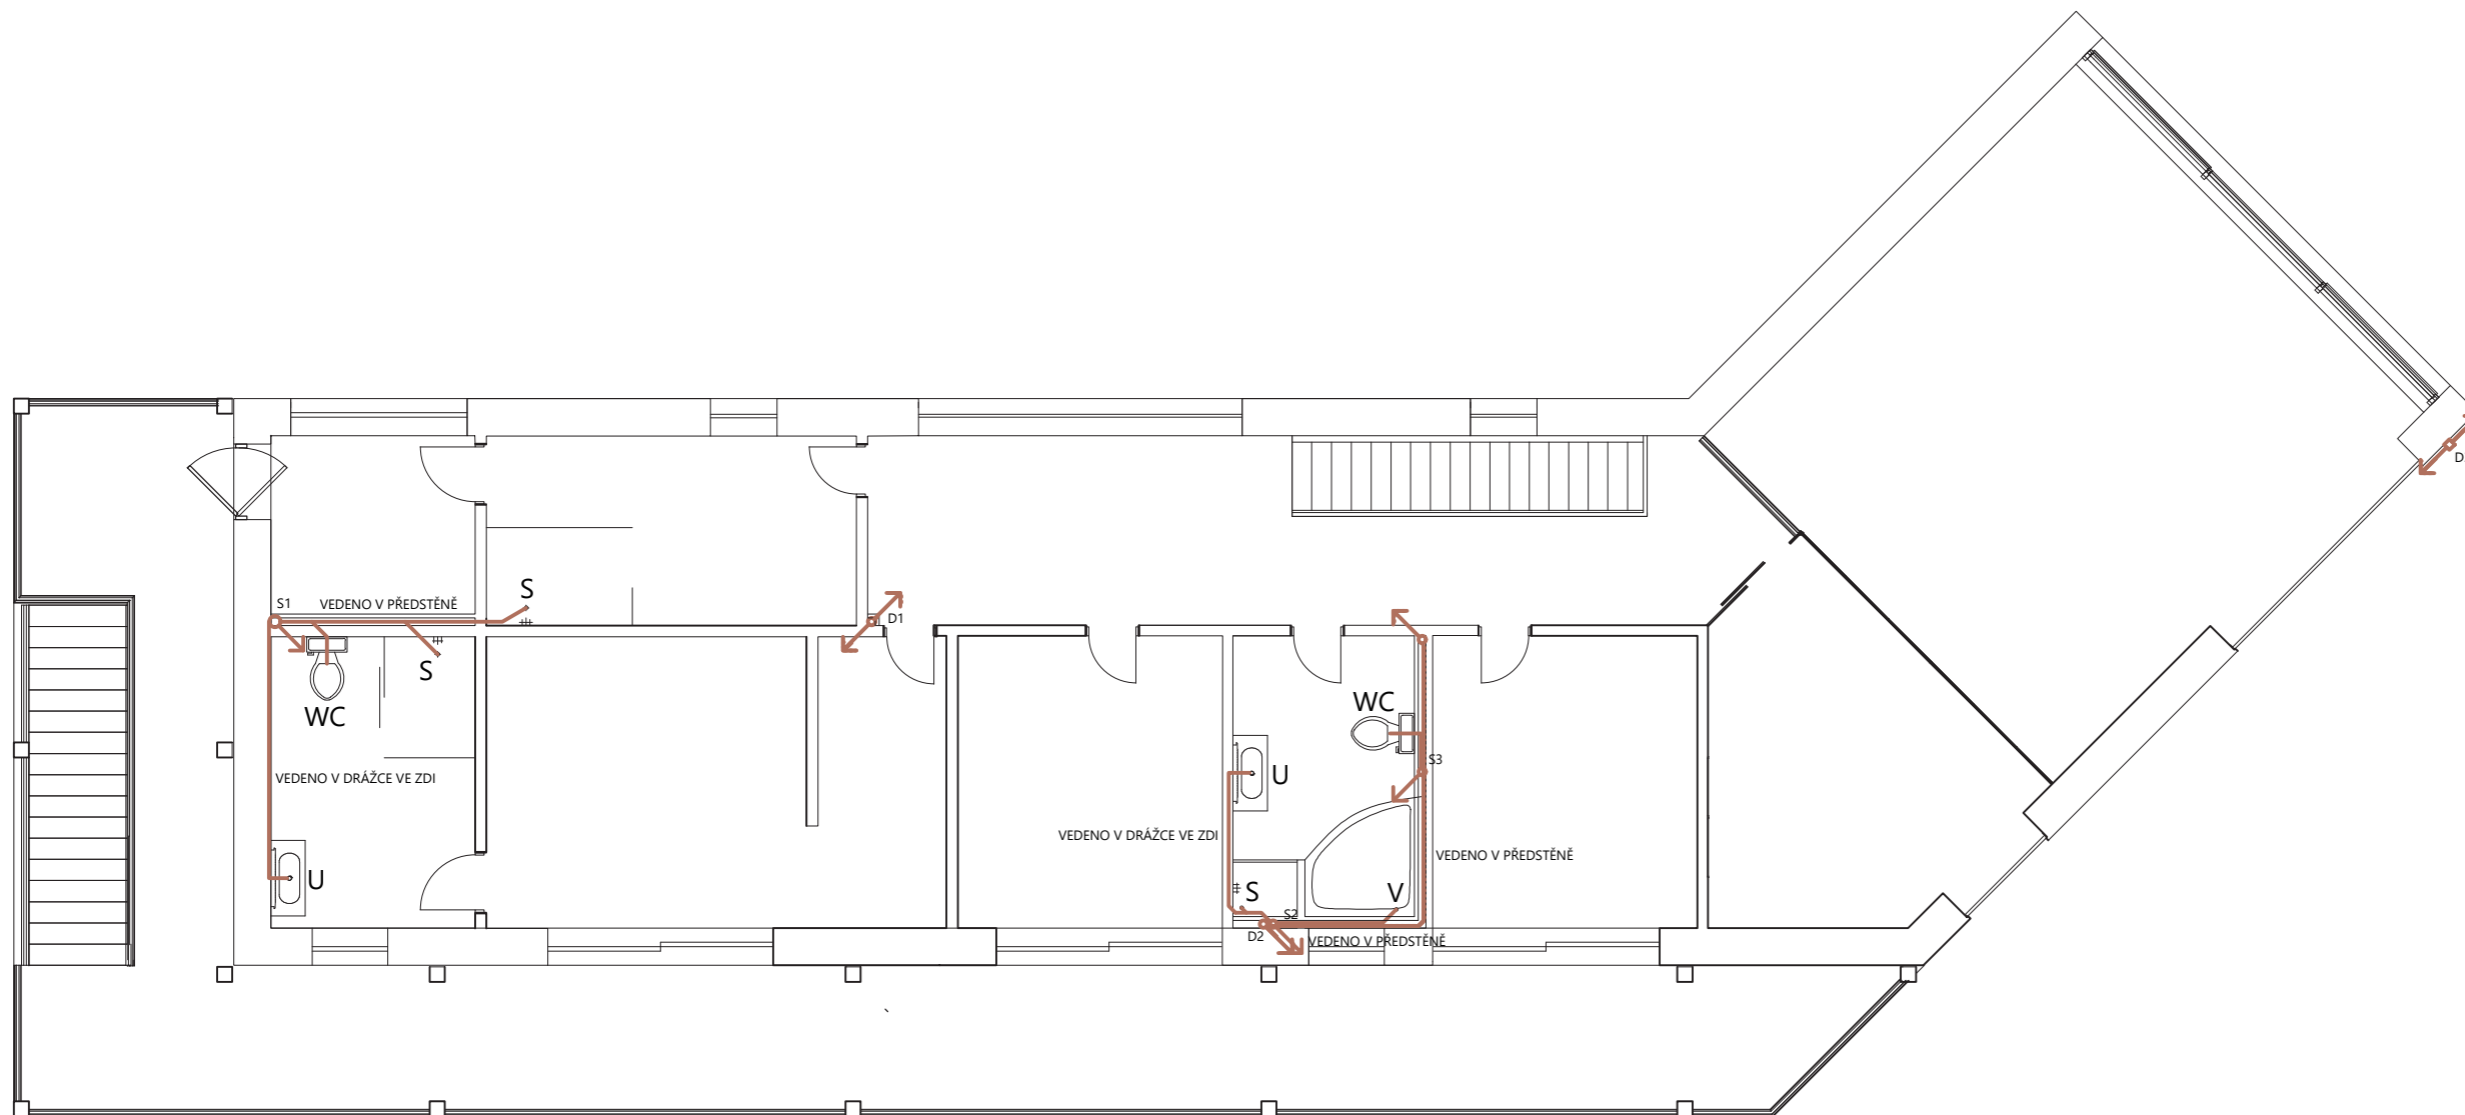 D
S
S1
VEDENO V PŘEDSTĚNĚ
D1
S
WC
WC
S3
VEDENO V DRÁŽCE VE ZDI
U
VEDENO V DRÁŽCE VE ZDI
VEDENO V PŘEDSTĚNĚ
U
S
V
S2
D2
VEDENO V PŘEDSTĚNĚ